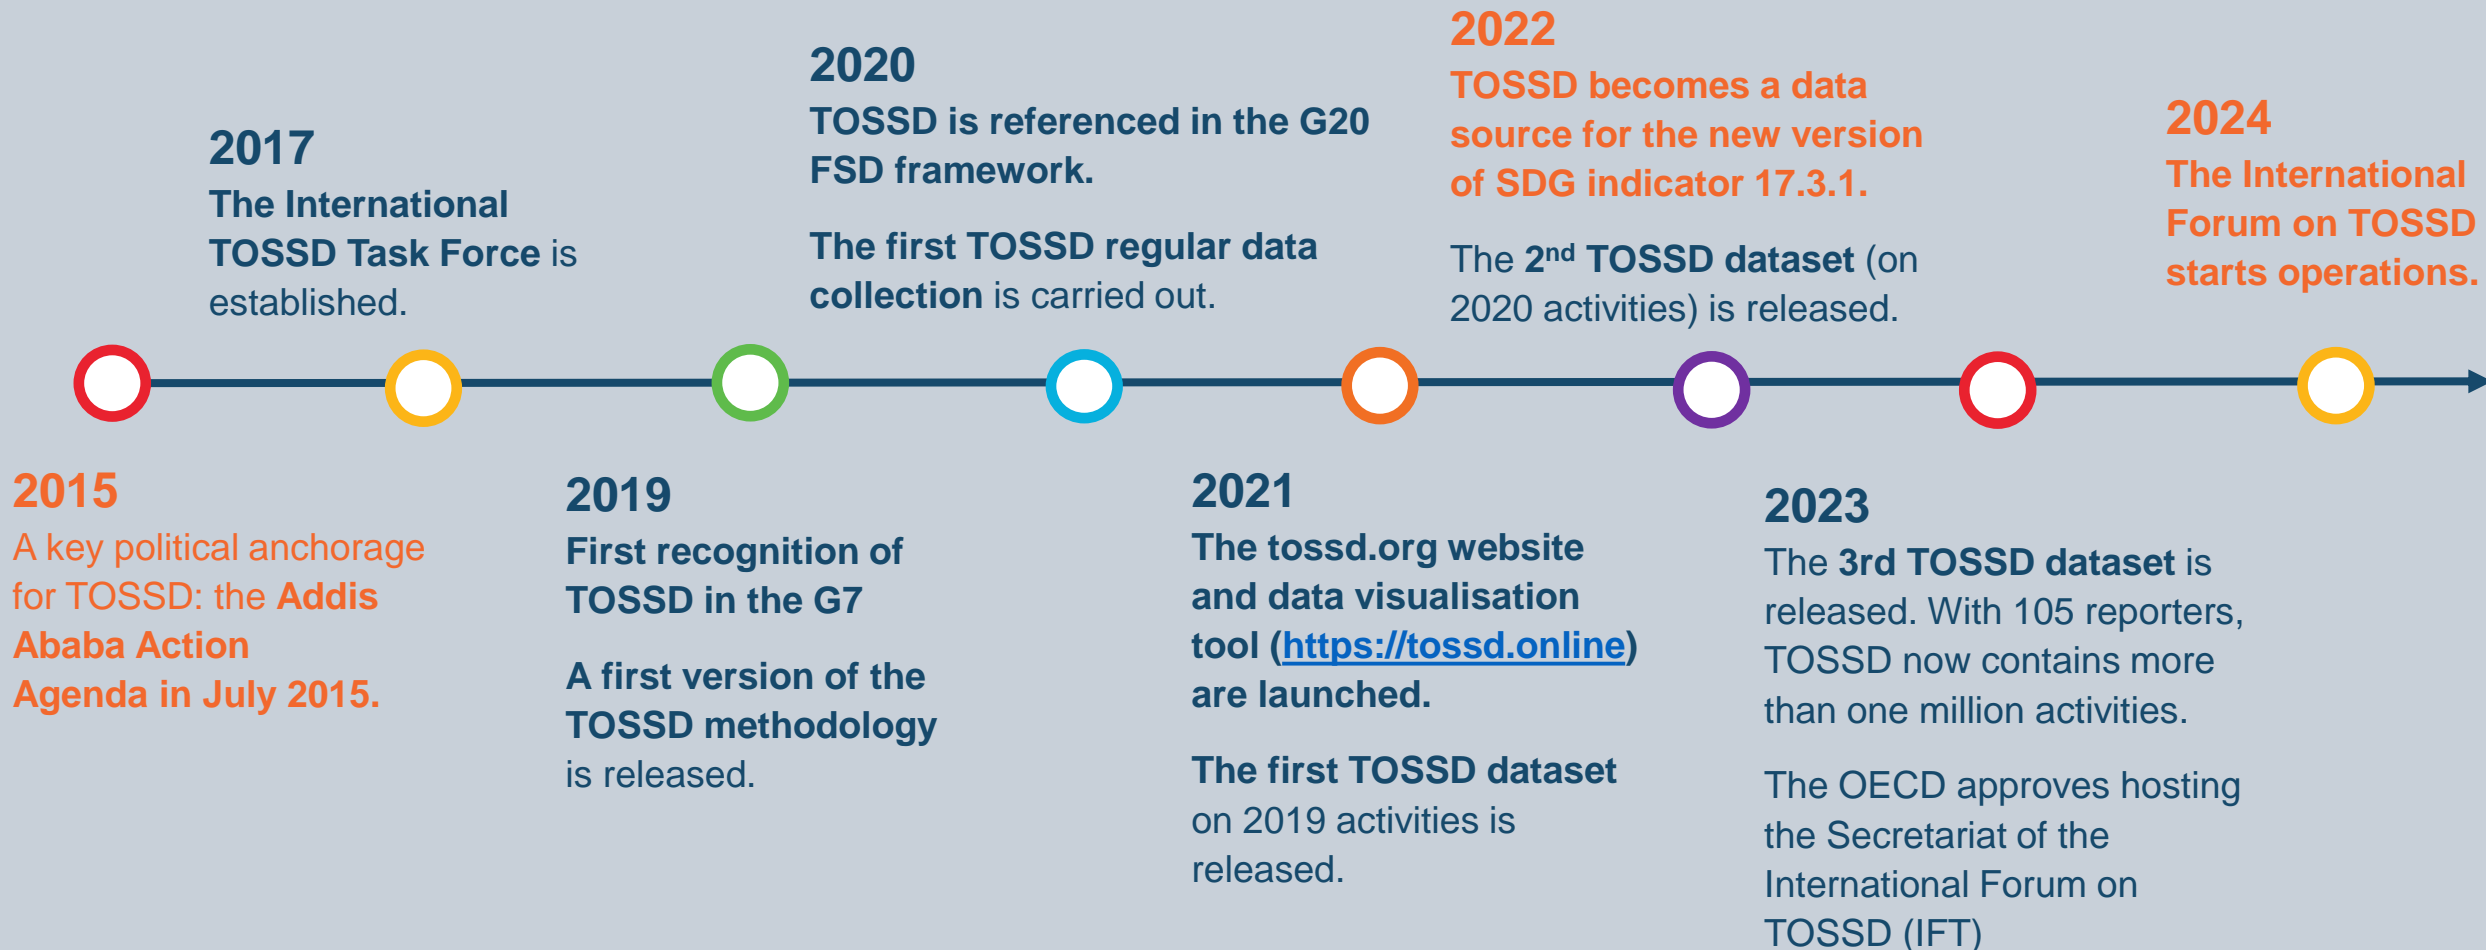 2015
A key political anchorage
for TOSSD: the Addis
Ababa Action
Agenda in July 2015.
2017
The International
TOSSD Task Force is
established.
2019
First recognition of
TOSSD in the G7
A first version of the
TOSSD methodology
is released.
2020
TOSSD is referenced in the G20
FSD framework.
The first TOSSD regular data
collection is carried out.
2021
The tossd.org website
and data visualisation
tool (https://tossd.online)
are launched.
The first TOSSD dataset
on 2019 activities is
released.
2022
TOSSD becomes a data
source for the new version
of SDG indicator 17.3.1.
The 2nd TOSSD dataset (on
2020 activities) is released.
2023
The 3rd TOSSD dataset is
released. With 105 reporters,
TOSSD now contains more
than one million activities.
The OECD approves hosting
the Secretariat of the
International Forum on
TOSSD (IFT)
2024
The International
Forum on TOSSD
starts operations.